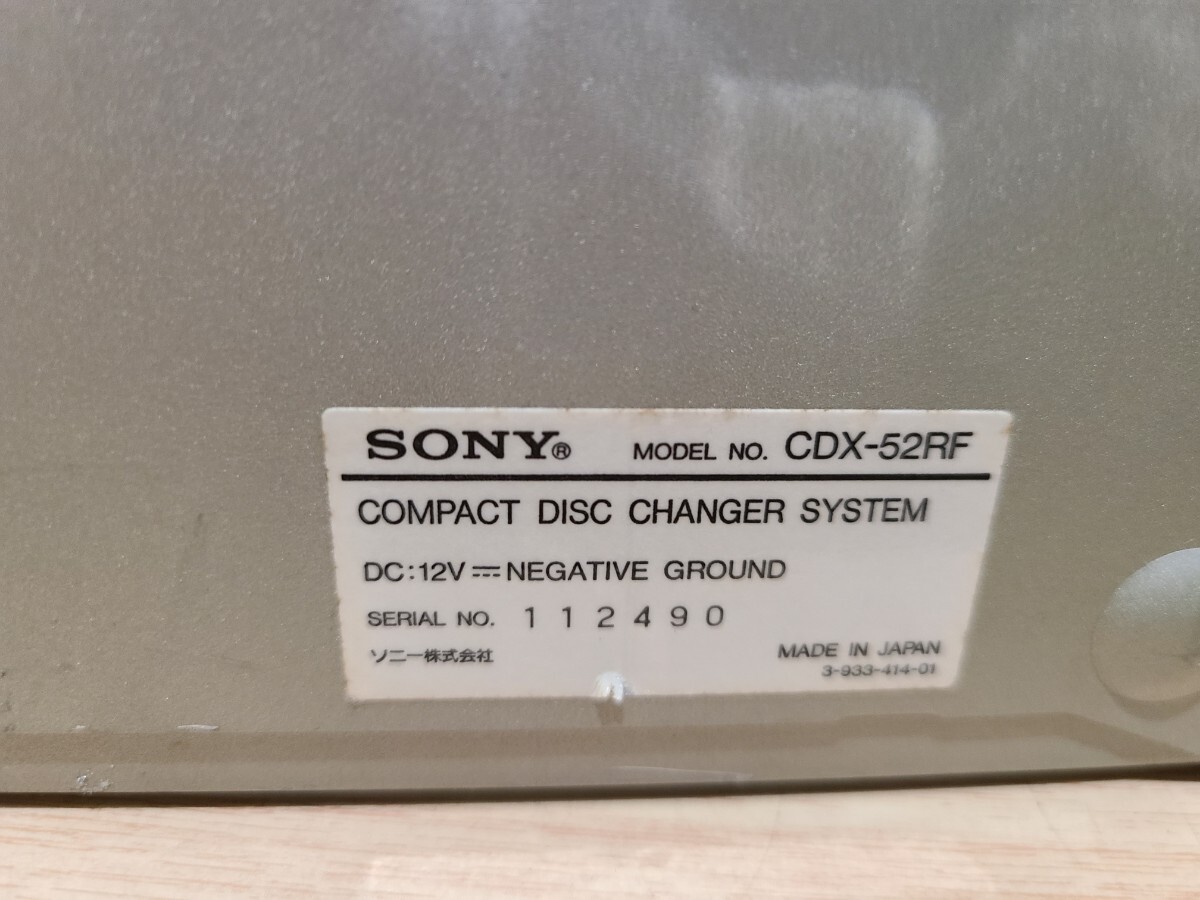 SONY® MODEL NO. CDX-52RF
COMPACT DISC CHANGER SYSTEM
DC:12V ⎓ NEGATIVE GROUND
SERIAL NO. 112490
ソニー株式会社 MADE IN JAPAN
3-933-414-01